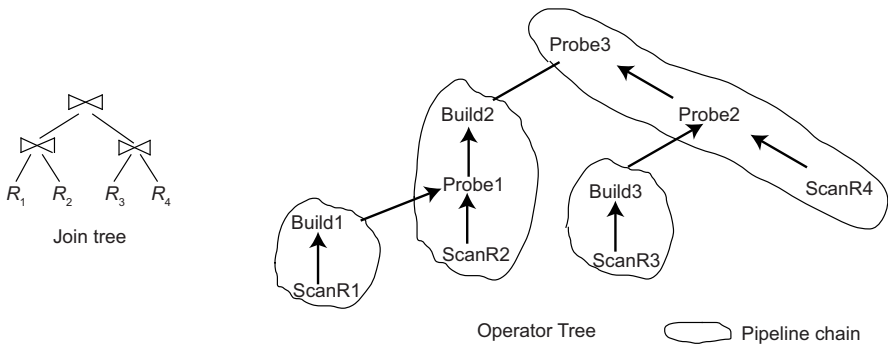 Probe3
Build2
Probe2
R1 R2 R3 R4
Probe1
ScanR4
Build1
Build3
Join tree
ScanR2
ScanR3
ScanR1
Operator Tree
Pipeline chain